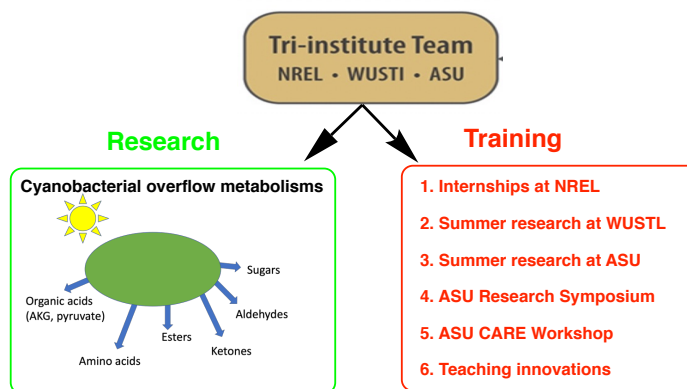 Tri-institute Team
NREL • WUSTI • ASU
Research
Training
Cyanobacterial overflow metabolisms
Sugars
Organic acids
(AKG, pyruvate)
Aldehydes
Esters
Ketones
Amino acids
1. Internships at NREL
2. Summer research at WUSTL
3. Summer research at ASU
4. ASU Research Symposium
5. ASU CARE Workshop
6. Teaching innovations